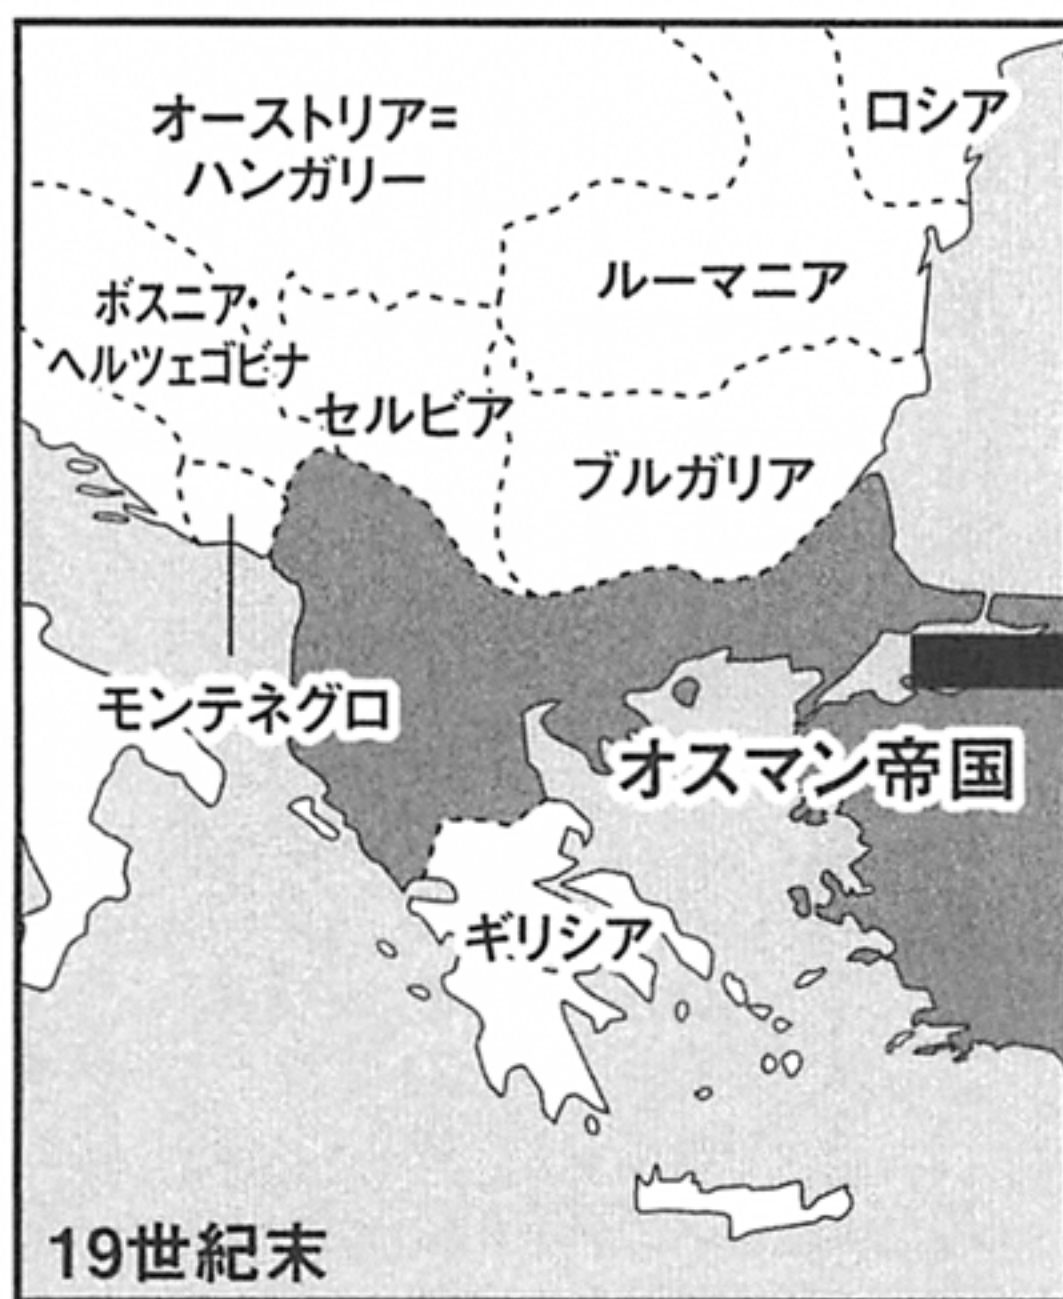 オーストリア=
ハンガリー
ロシア
ルーマニア
ボスニア・
ヘルツェゴビナ
セルビア
ブルガリア
モンテネグロ
オスマン帝国
ギリシア
19世紀末